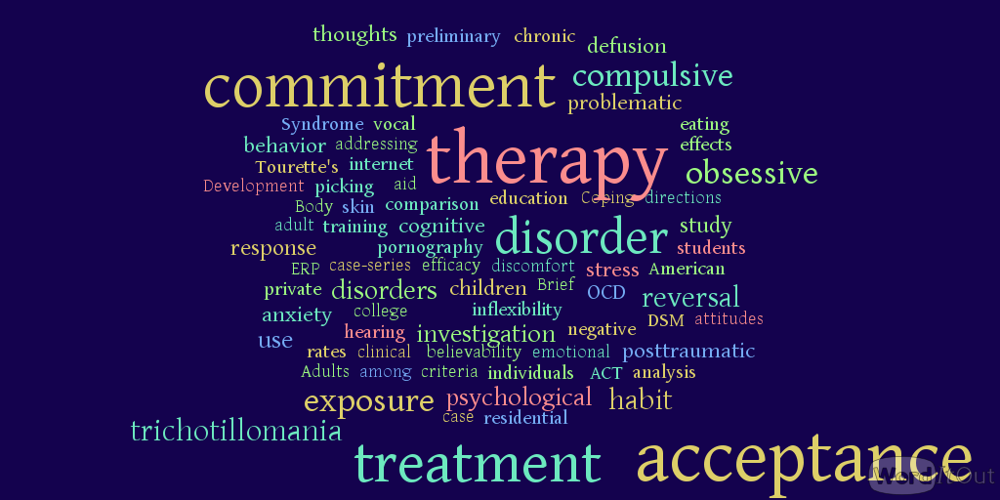 thoughts preliminary chronic defusion
commitment compulsive
problematic
Syndrome vocal eating
behavior addressing therapy effects
Tourette's internet obsessive
Development picking aid
Body skin comparison education Coping directions
adult training cognitive disorder study
response pornography students
ERP case-series efficacy discomfort stress American
private disorders children Brief OCD reversal
anxiety college inflexibility DSM attitudes
use hearing investigation negative
rates clinical believability emotional posttraumatic
Adults among criteria individuals ACT analysis
exposure psychological habit
case residential
trichotillomania
treatment acceptance
WordItOut